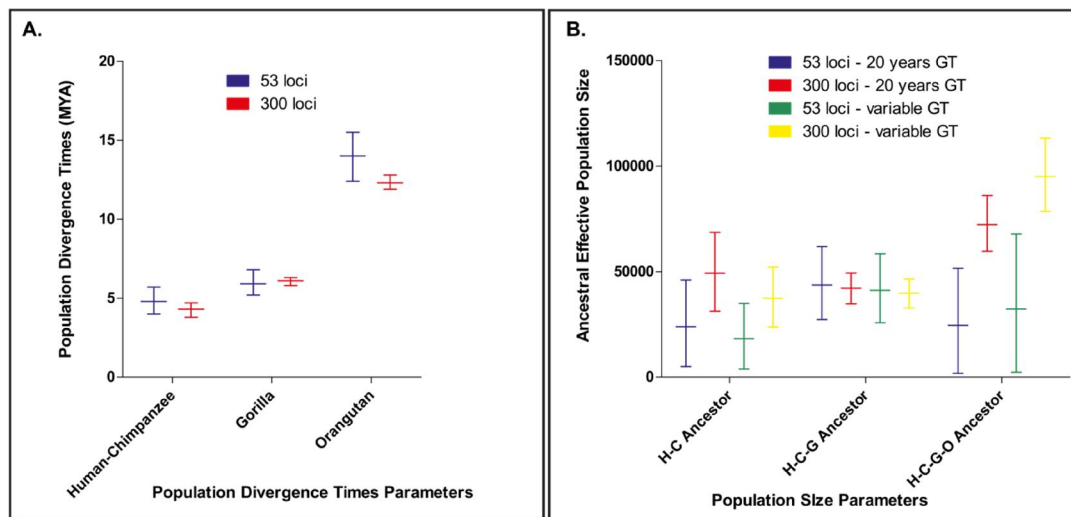 A.
Population Divergence Times (MYA)
20
15
10
5
0
53 loci
300 loci
Human-Chimpanzee
Gorilla
Orangutan
Population Divergence Times Parameters
B.
Ancestral Effective Population Size
150000
100000
50000
0
53 loci - 20 years GT
300 loci - 20 years GT
53 loci - variable GT
300 loci - variable GT
H-C Ancestor
H-C-G Ancestor
H-C-G-O Ancestor
Population SIze Parameters